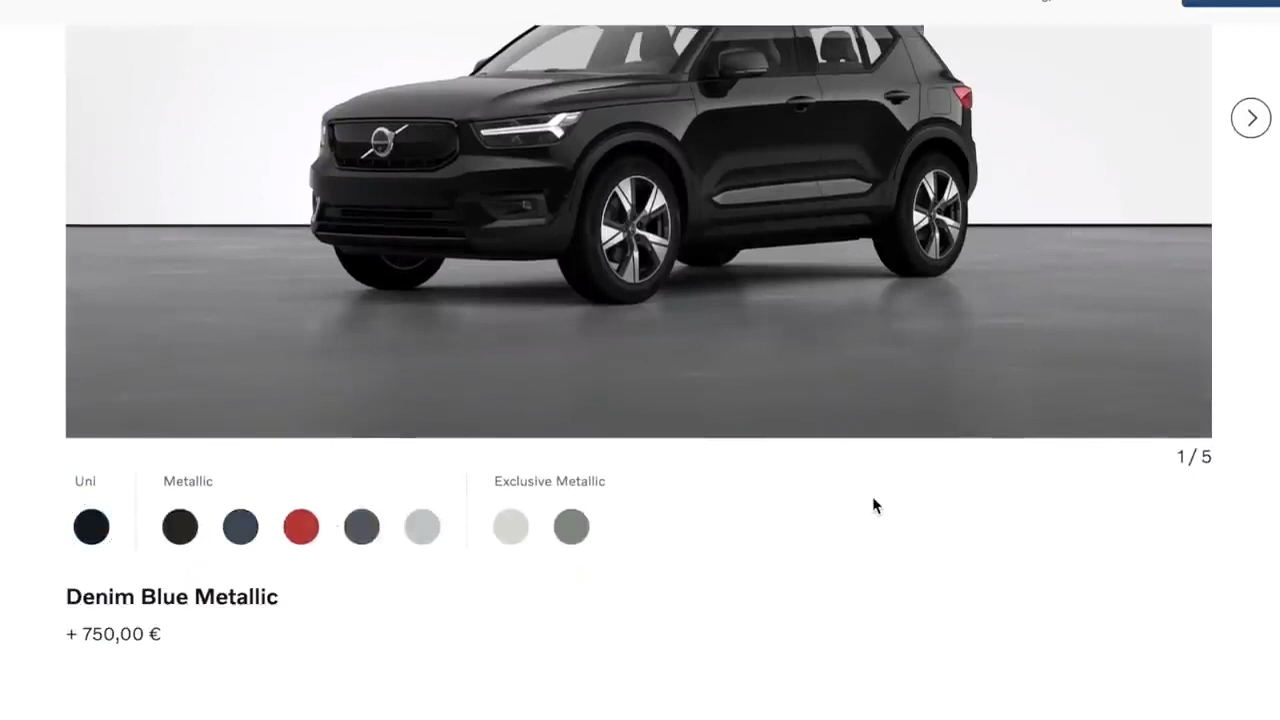 1 / 5
Uni
Metallic
Exclusive Metallic
Denim Blue Metallic
+ 750,00 €